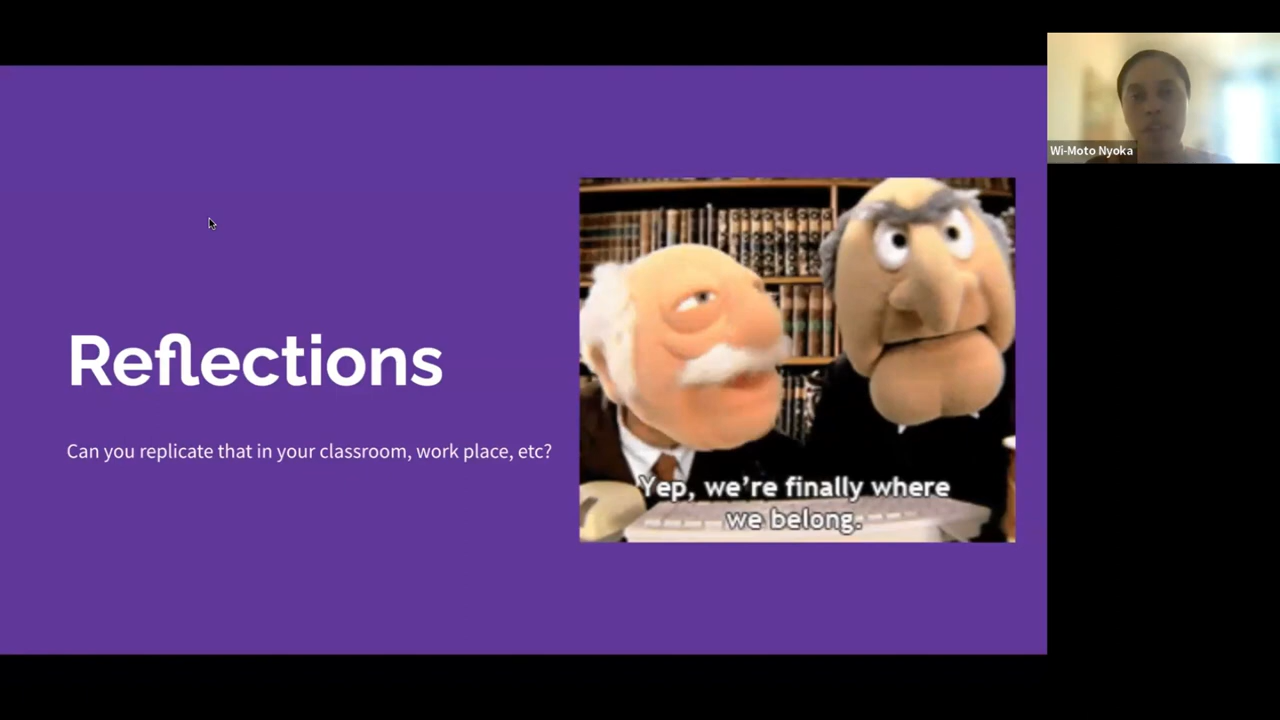 Wi-Moto Nyoka
Reflections
Can you replicate that in your classroom, work place, etc?
Yep, we're finally where
we belong.